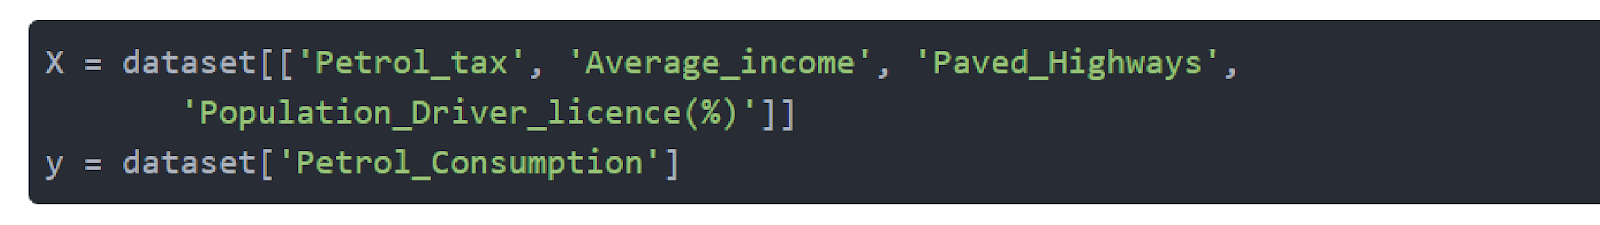 X = dataset[['Petrol_tax', 'Average_income', 'Paved_Highways',
'Population_Driver_licence(%)']]
y = dataset['Petrol_Consumption']